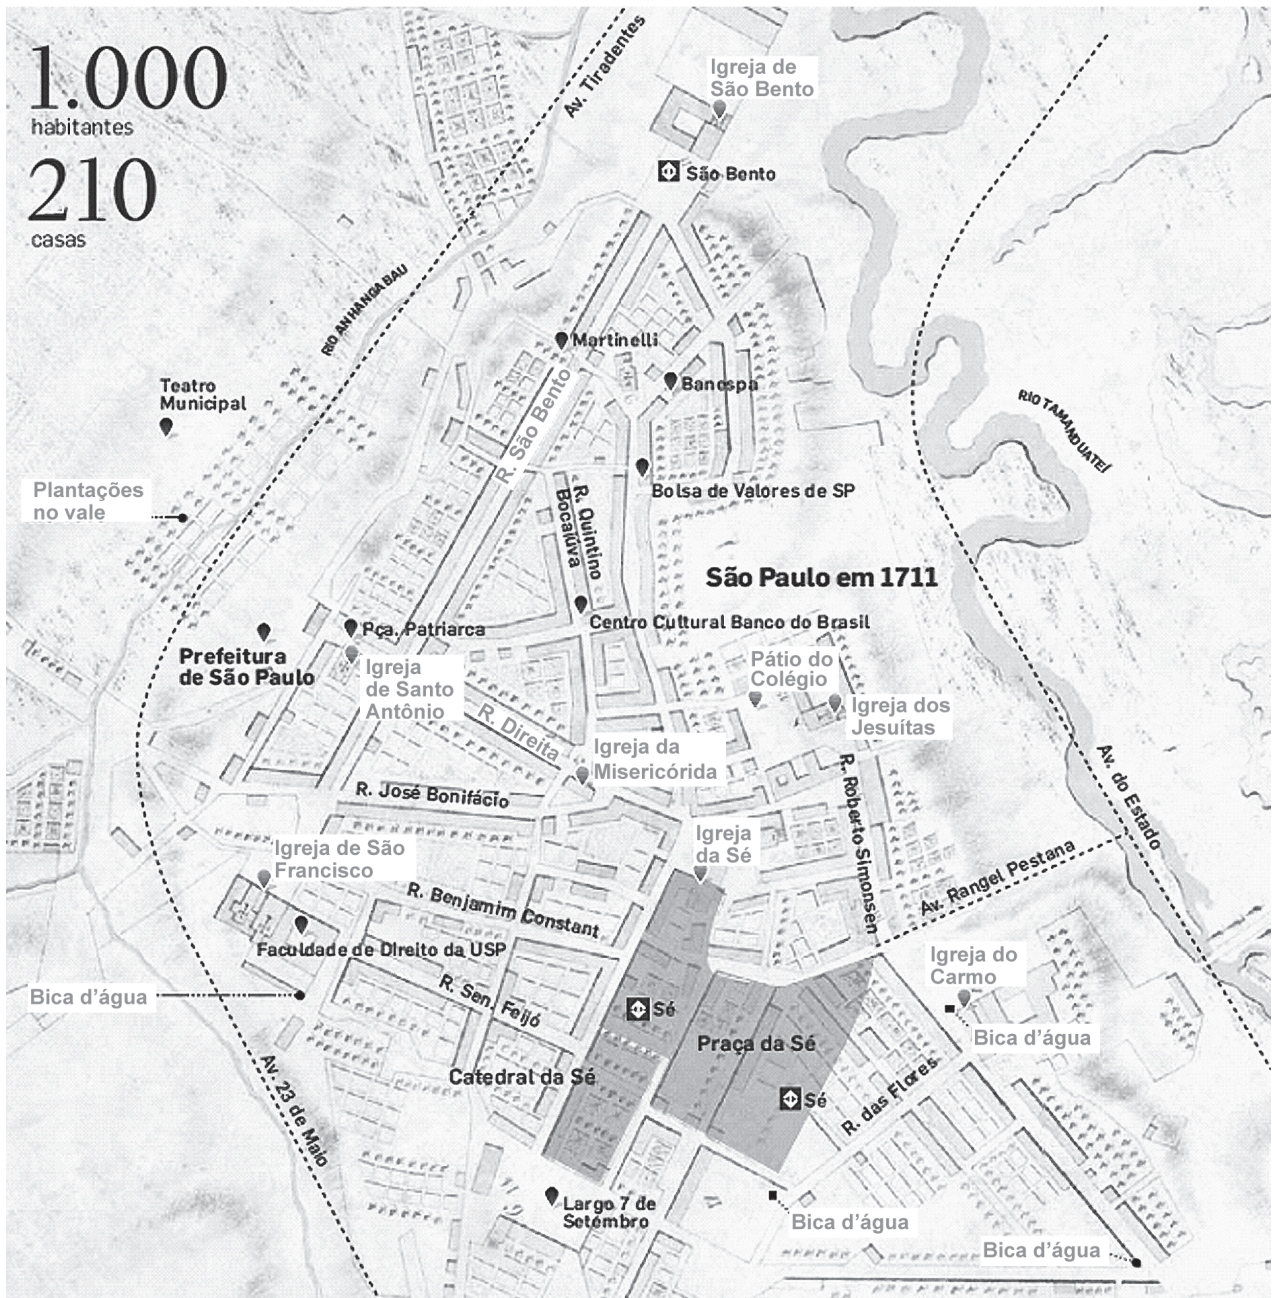 1.000
habitantes
210
casas
Av. Tiradentes
Igreja de
São Bento
São Bento
RIO ANHANGABAU
Martinelli
Teatro
Municipal
Banespa
RIO TAMANDUATEÍ
R. São Bento
Plantações
no vale
Bolsa de Valores de SP
R. Quintino
Bocaiúva
São Paulo em 1711
Centro Cultural Banco do Brasil
Pça. Patriarca
Prefeitura
de São Paulo
Igreja
de Santo
Antônio
Pátio do
Colégio
Igreja dos
Jesuítas
R. Direita
Igreja da
Misericórida
R. José Bonifácio
R. Roberto Simonsen
Av. do Estado
Igreja
da Sé
Igreja de São
Francisco
Av. Rangel Pestana
R. Benjamim Constant
Faculdade de Direito da USP
Igreja do
Carmo
Bica d'água
R. Sen. Feijó
Sé
Praça da Sé
Bica d'água
Catedral da Sé
Sé
R. das Flores
Av. 23 de Maio
Largo 7 de
Setembro
Bica d'água
Bica d'água